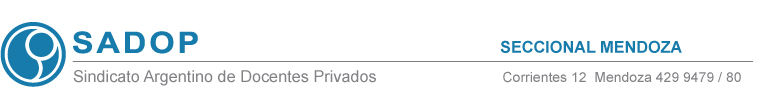 SADOP
SECCIONAL MENDOZA
Sindicato Argentino de Docentes Privados
Corrientes 12 Mendoza 429 9479 / 80